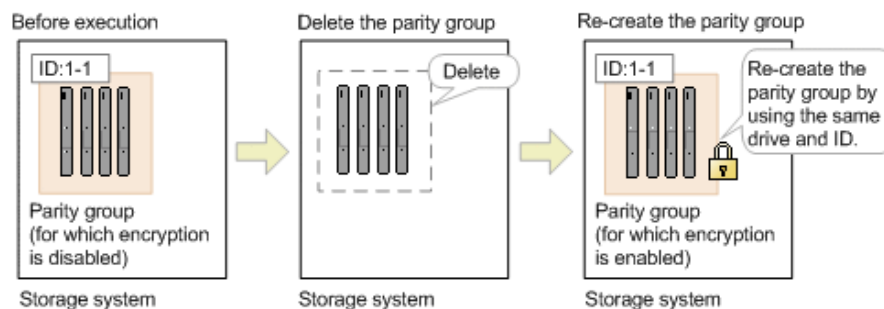 Before execution
ID:1-1
Parity group
(for which encryption
is disabled)
Storage system
Delete the parity group
Delete
Storage system
Re-create the parity group
ID:1-1
Re-create the
parity group by
using the same
drive and ID.
Parity group
(for which encryption
is enabled)
Storage system